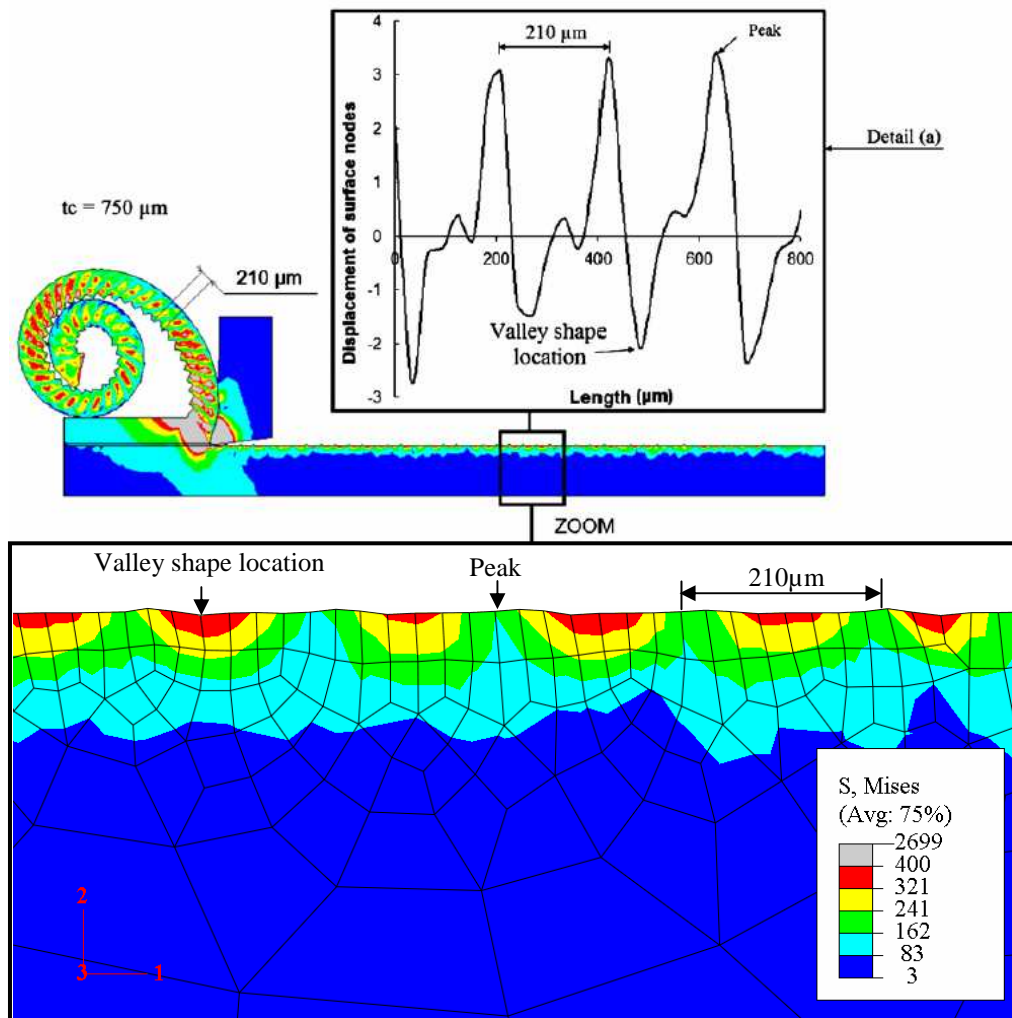 210 µm
Peak
4
3
2
1
0
-1
-2
-3
0
200
400
600
800
Displacement of surface nodes
Length (µm)
Valley shape
location
Detail (a)
tc = 750 µm
210 µm
ZOOM
Valley shape location
Peak
210µm
S, Mises
(Avg: 75%)
2699
400
321
241
162
83
3
2
3
1